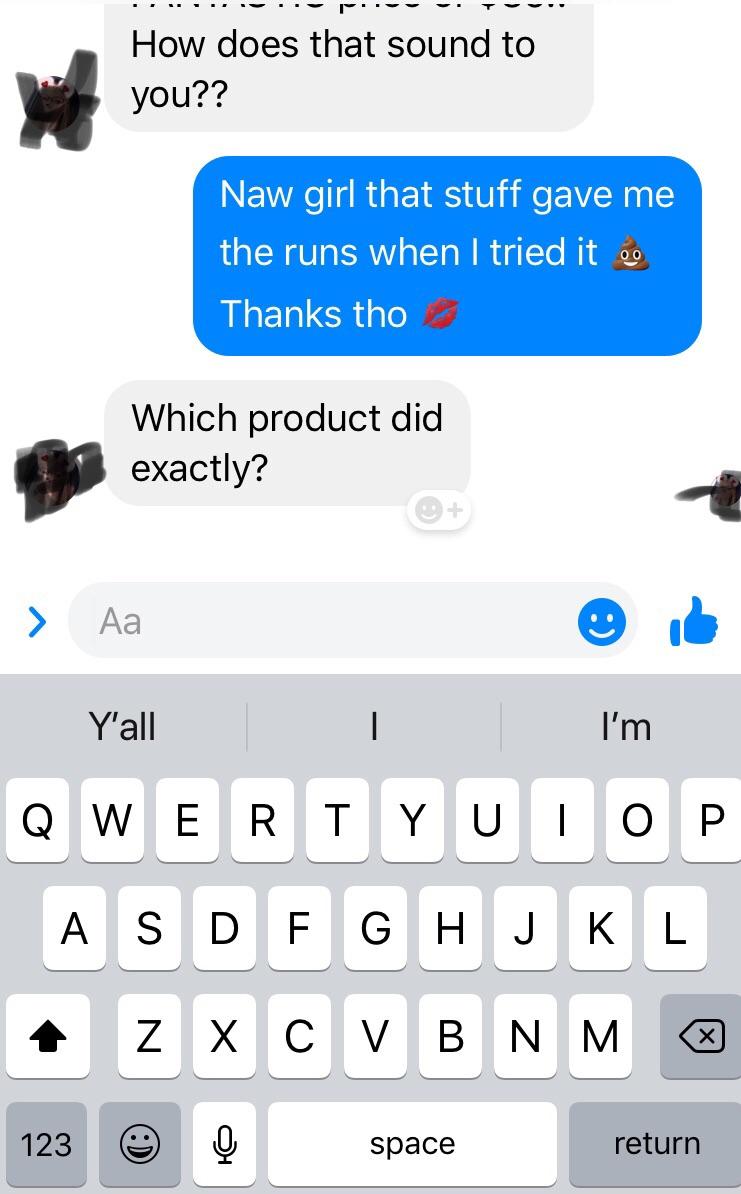 How does that sound to
you??
Naw girl that stuff gave me
the runs when I tried it 💩
Thanks tho 💋
Which product did
exactly?
Aa
Y'all I I'm
Q W E R T Y U I O P
A S D F G H J K L
Z X C V B N M
123 space return